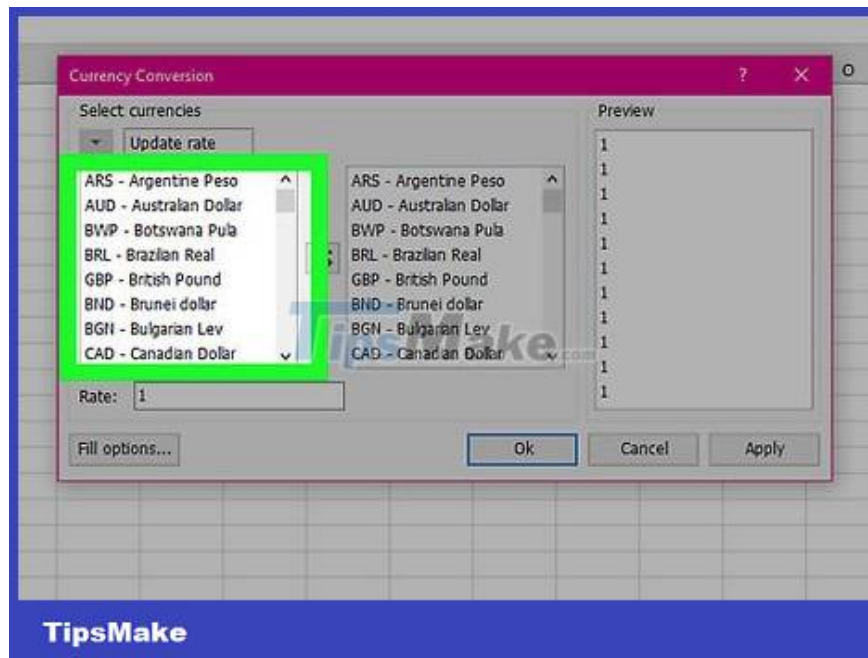 O
Currency Conversion ? ×
Select currencies
Preview
Update rate
ARS - Argentine Peso
AUD - Australian Dollar
BWP - Botswana Pula
BRL - Brazilian Real
GBP - British Pound
BND - Brunei dollar
BGN - Bulgarian Lev
CAD - Canadian Dollar
ARS - Argentine Peso
AUD - Australian Dollar
BWP - Botswana Pula
BRL - Brazilian Real
GBP - British Pound
BND - Brunei dollar
BGN - Bulgarian Lev
CAD - Canadian Dollar
1
1
1
1
1
1
1
1
1
1
1
TipsMake.com
Rate: 1
Fill options...
Ok
Cancel
Apply
TipsMake